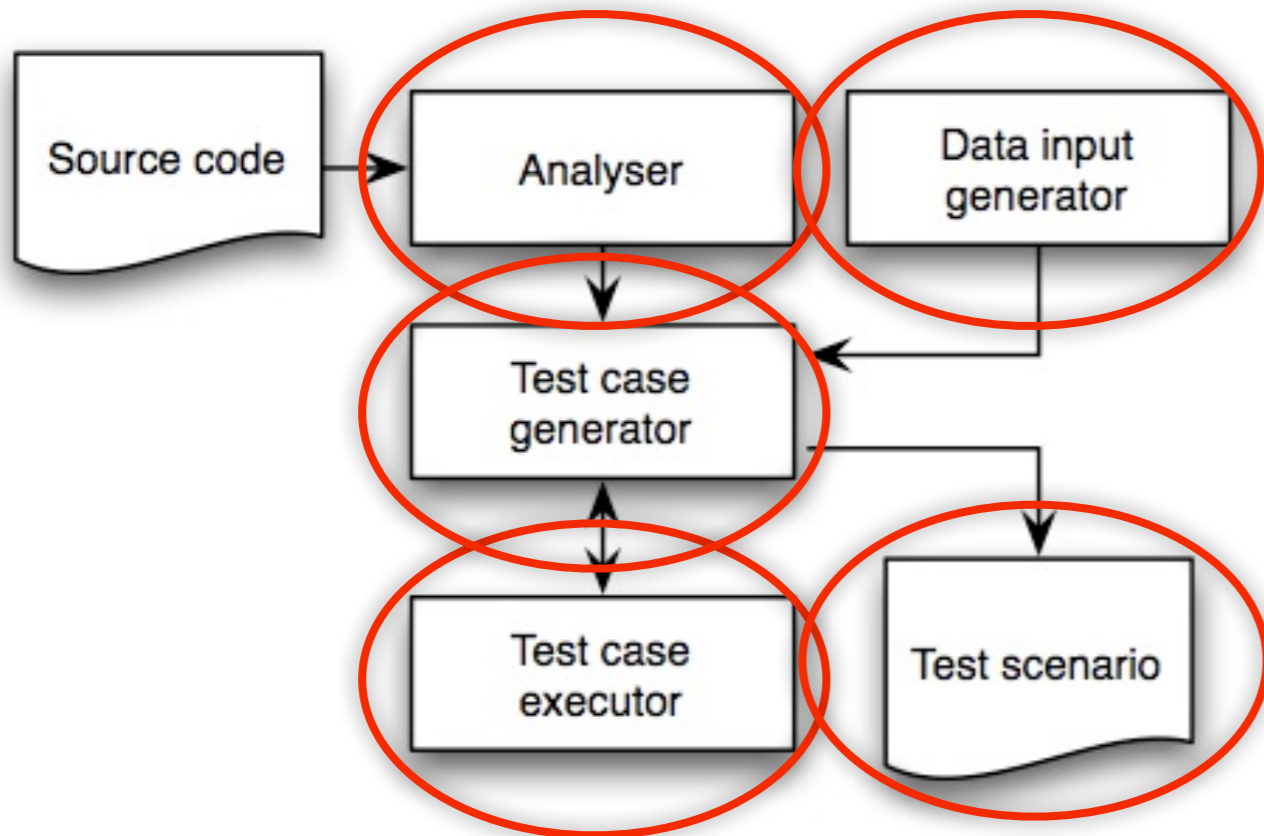 Source code
Analyser
Data input
generator
Test case
generator
Test case
executor
Test scenario